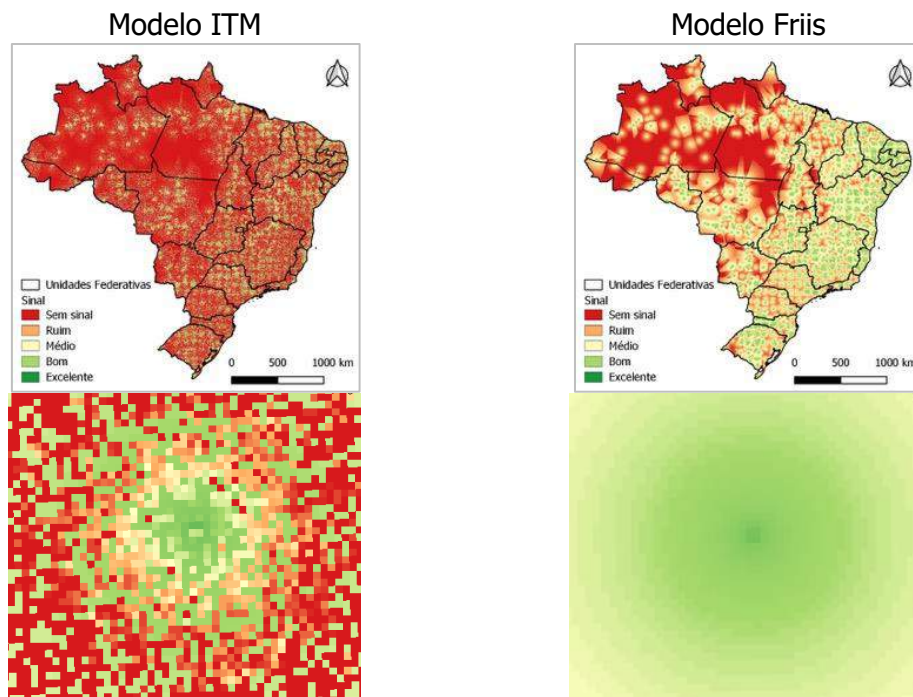 Modelo ITM
Unidades Federativas
Sinal
Sem sinal
Ruim
Médio
Bom
Excelente
0 500 1000 km
Modelo Friis
Unidades Federativas
Sinal
Sem sinal
Ruim
Médio
Bom
Excelente
0 500 1000 km